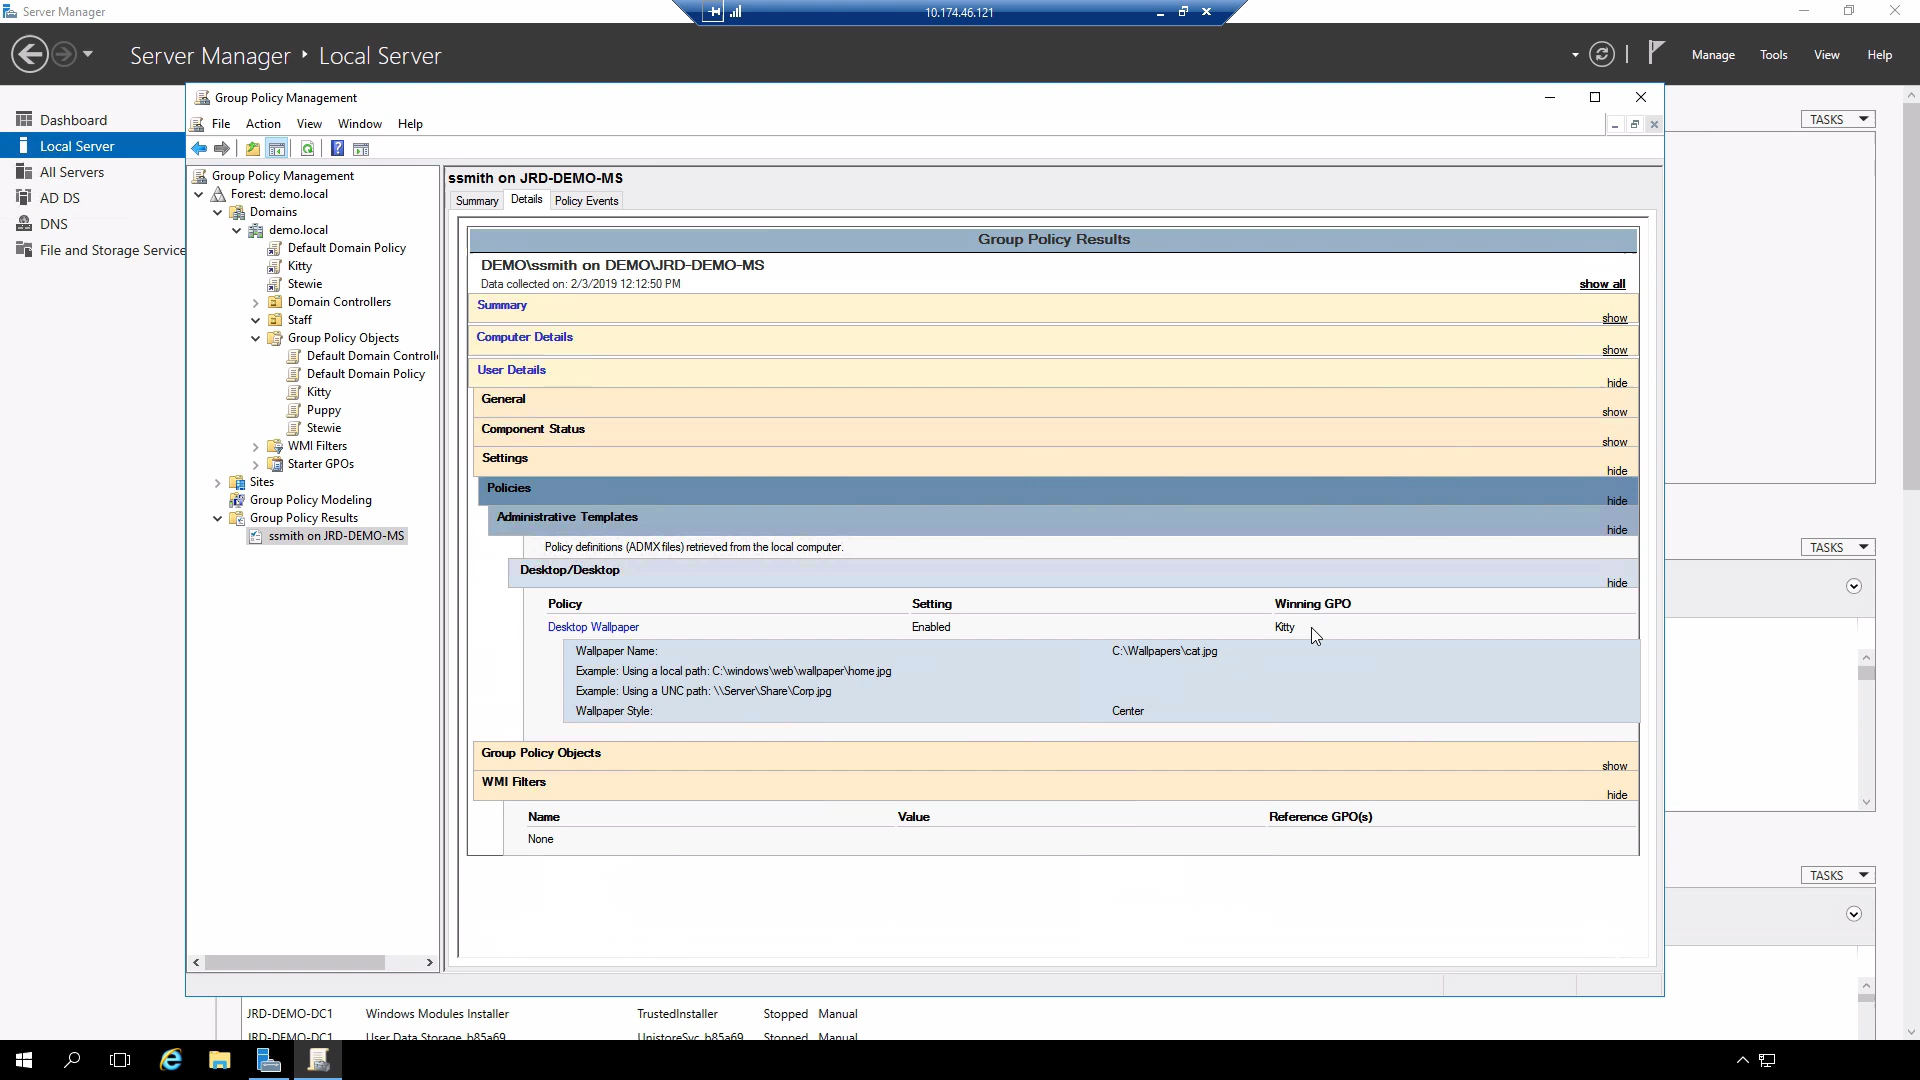 Server Manager
10.174.46.121
Server Manager ‣ Local Server
Manage
Tools
View
Help
Dashboard
Local Server
All Servers
AD DS
DNS
File and Storage Service
Group Policy Management
File
Action
View
Window
Help
Group Policy Management
Forest: demo.local
Domains
demo.local
Default Domain Policy
Kitty
Stewie
Domain Controllers
Staff
Group Policy Objects
Default Domain Controll
Default Domain Policy
Kitty
Puppy
Stewie
WMI Filters
Starter GPOs
Sites
Group Policy Modeling
Group Policy Results
ssmith on JRD-DEMO-MS
ssmith on JRD-DEMO-MS
Summary
Details
Policy Events
Group Policy Results
DEMO\ssmith on DEMO\JRD-DEMO-MS
Data collected on: 2/3/2019 12:12:50 PM
show all
Summary
show
Computer Details
show
User Details
hide
General
show
Component Status
show
Settings
hide
Policies
hide
Administrative Templates
hide
Policy definitions (ADMX files) retrieved from the local computer.
Desktop/Desktop
hide
Policy Setting Winning GPO
Desktop Wallpaper Enabled Kitty
Wallpaper Name: C:\Wallpapers\cat.jpg
Example: Using a local path: C:\windows\web\wallpaper\home.jpg
Example: Using a UNC path: \\Server\Share\Corp.jpg
Wallpaper Style: Center
Group Policy Objects
show
WMI Filters
hide
Name Value Reference GPO(s)
None
TASKS
TASKS
TASKS
JRD-DEMO-DC1 Windows Modules Installer TrustedInstaller Stopped Manual
JRD-DEMO-DC1 User Data Storage_b85a69 UnistoreSvc_b85a69 Stopped Manual